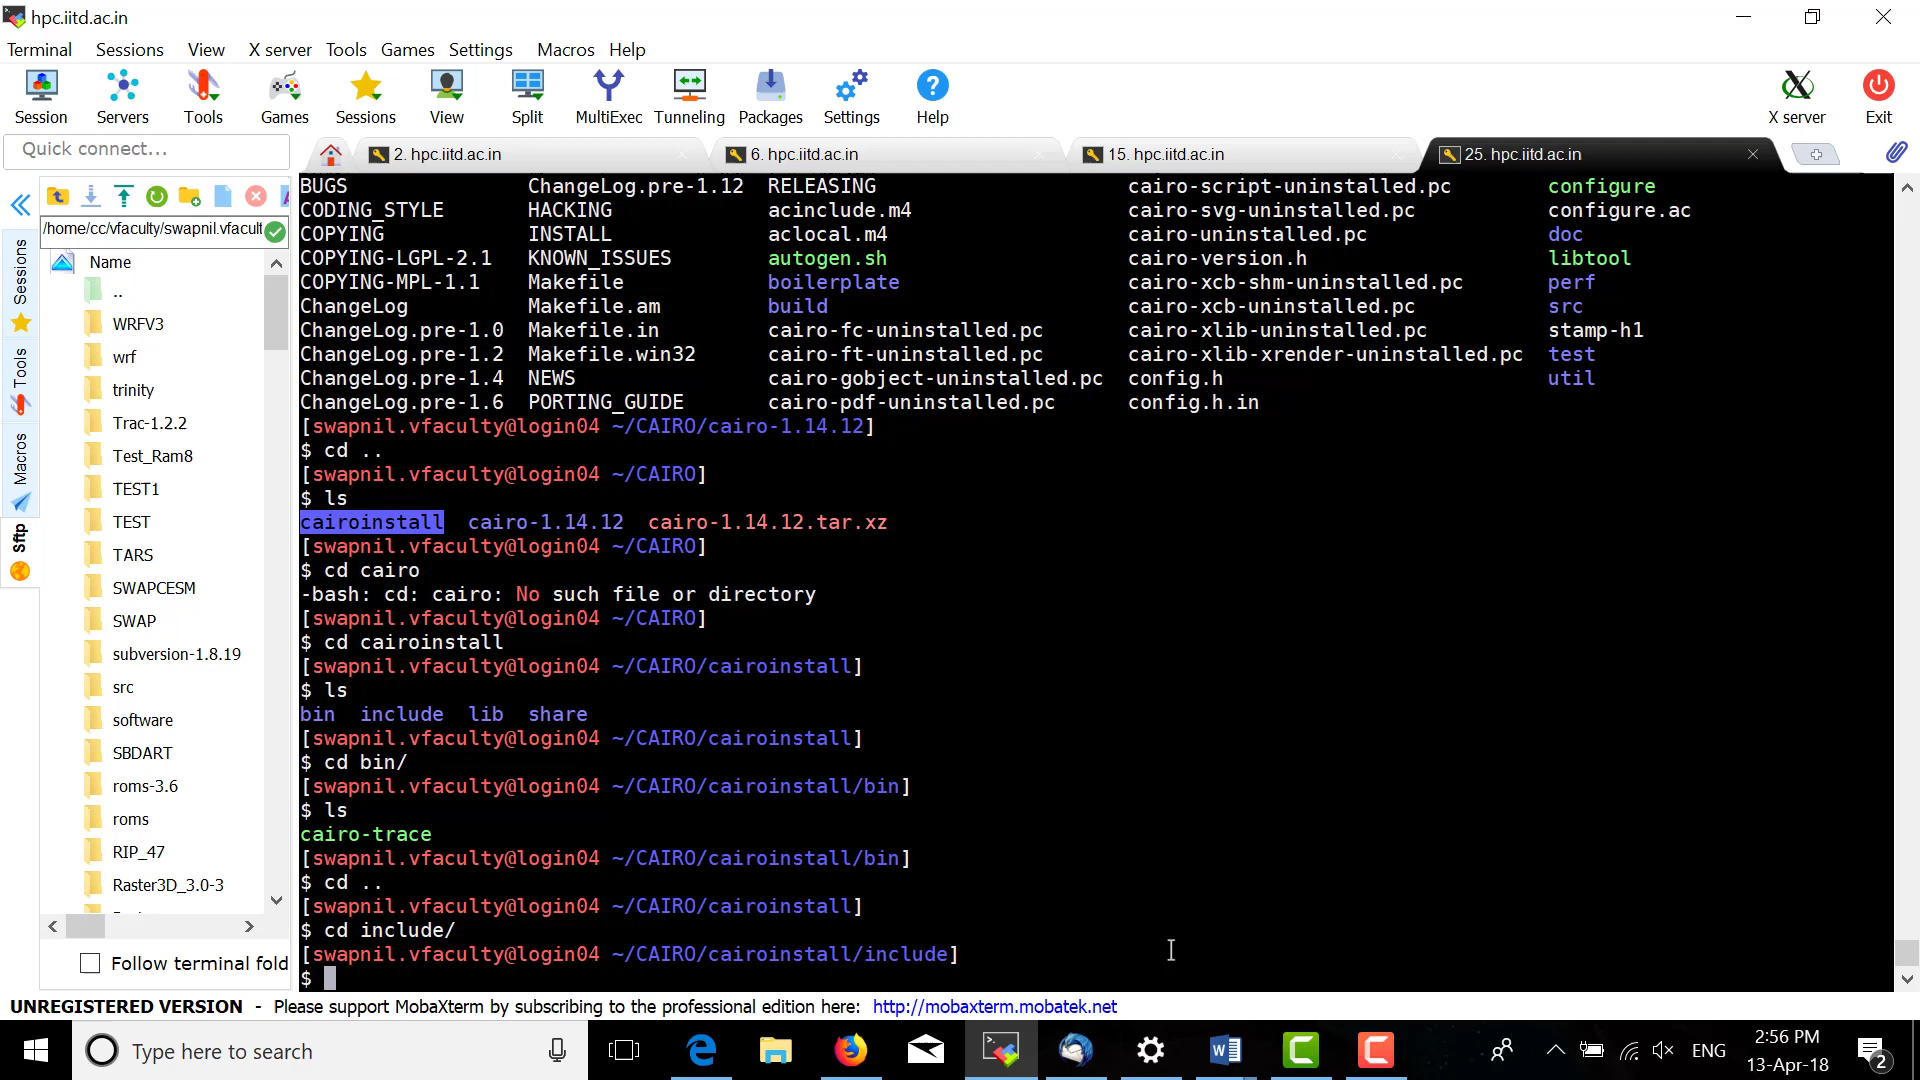 hpc.iitd.ac.in
Terminal Sessions View X server Tools Games Settings Macros Help
Session Servers Tools Games Sessions View Split MultiExec Tunneling Packages Settings Help X server Exit
Quick connect...
2. hpc.iitd.ac.in 6. hpc.iitd.ac.in 15. hpc.iitd.ac.in 25. hpc.iitd.ac.in
/home/cc/vfaculty/swapnil.vfacult
Sessions
Tools
Macros
Sftp
Name
..
WRFV3
wrf
trinity
Trac-1.2.2
Test_Ram8
TEST1
TEST
TARS
SWAPCESM
SWAP
subversion-1.8.19
src
software
SBDART
roms-3.6
roms
RIP_47
Raster3D_3.0-3
Follow terminal fold
BUGS ChangeLog.pre-1.12 RELEASING cairo-script-uninstalled.pc configure
CODING_STYLE HACKING acinclude.m4 cairo-svg-uninstalled.pc configure.ac
COPYING INSTALL aclocal.m4 cairo-uninstalled.pc doc
COPYING-LGPL-2.1 KNOWN_ISSUES autogen.sh cairo-version.h libtool
COPYING-MPL-1.1 Makefile boilerplate cairo-xcb-shm-uninstalled.pc perf
ChangeLog Makefile.am build cairo-xcb-uninstalled.pc src
ChangeLog.pre-1.0 Makefile.in cairo-fc-uninstalled.pc cairo-xlib-uninstalled.pc stamp-h1
ChangeLog.pre-1.2 Makefile.win32 cairo-ft-uninstalled.pc cairo-xlib-xrender-uninstalled.pc test
ChangeLog.pre-1.4 NEWS cairo-gobject-uninstalled.pc config.h util
ChangeLog.pre-1.6 PORTING_GUIDE cairo-pdf-uninstalled.pc config.h.in
[swapnil.vfaculty@login04 ~/CAIRO/cairo-1.14.12]
$ cd ..
[swapnil.vfaculty@login04 ~/CAIRO]
$ ls
cairoinstall cairo-1.14.12 cairo-1.14.12.tar.xz
[swapnil.vfaculty@login04 ~/CAIRO]
$ cd cairo
-bash: cd: cairo: No such file or directory
[swapnil.vfaculty@login04 ~/CAIRO]
$ cd cairoinstall
[swapnil.vfaculty@login04 ~/CAIRO/cairoinstall]
$ ls
bin include lib share
[swapnil.vfaculty@login04 ~/CAIRO/cairoinstall]
$ cd bin/
[swapnil.vfaculty@login04 ~/CAIRO/cairoinstall/bin]
$ ls
cairo-trace
[swapnil.vfaculty@login04 ~/CAIRO/cairoinstall/bin]
$ cd ..
[swapnil.vfaculty@login04 ~/CAIRO/cairoinstall]
$ cd include/
[swapnil.vfaculty@login04 ~/CAIRO/cairoinstall/include]
$
UNREGISTERED VERSION - Please support MobaXterm by subscribing to the professional edition here: http://mobaxterm.mobatek.net
Type here to search
ENG
2:56 PM
13-Apr-18
2